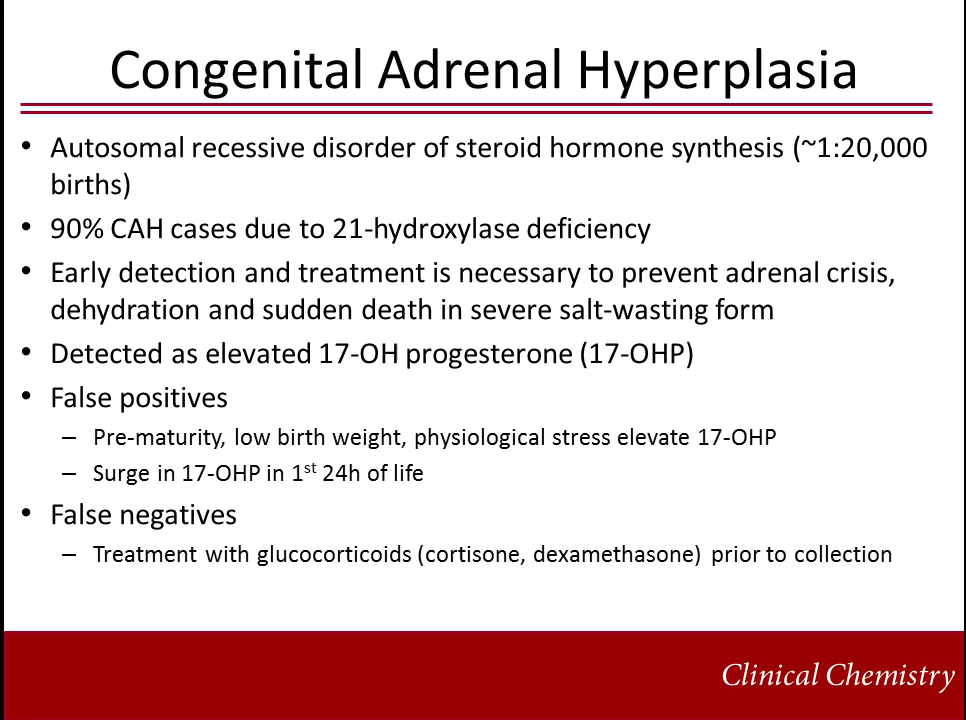 Congenital Adrenal Hyperplasia
• Autosomal recessive disorder of steroid hormone synthesis (~1:20,000
births)
• 90% CAH cases due to 21-hydroxylase deficiency
• Early detection and treatment is necessary to prevent adrenal crisis,
dehydration and sudden death in severe salt-wasting form
• Detected as elevated 17-OH progesterone (17-OHP)
• False positives
– Pre-maturity, low birth weight, physiological stress elevate 17-OHP
– Surge in 17-OHP in 1st 24h of life
• False negatives
– Treatment with glucocorticoids (cortisone, dexamethasone) prior to collection
Clinical Chemistry